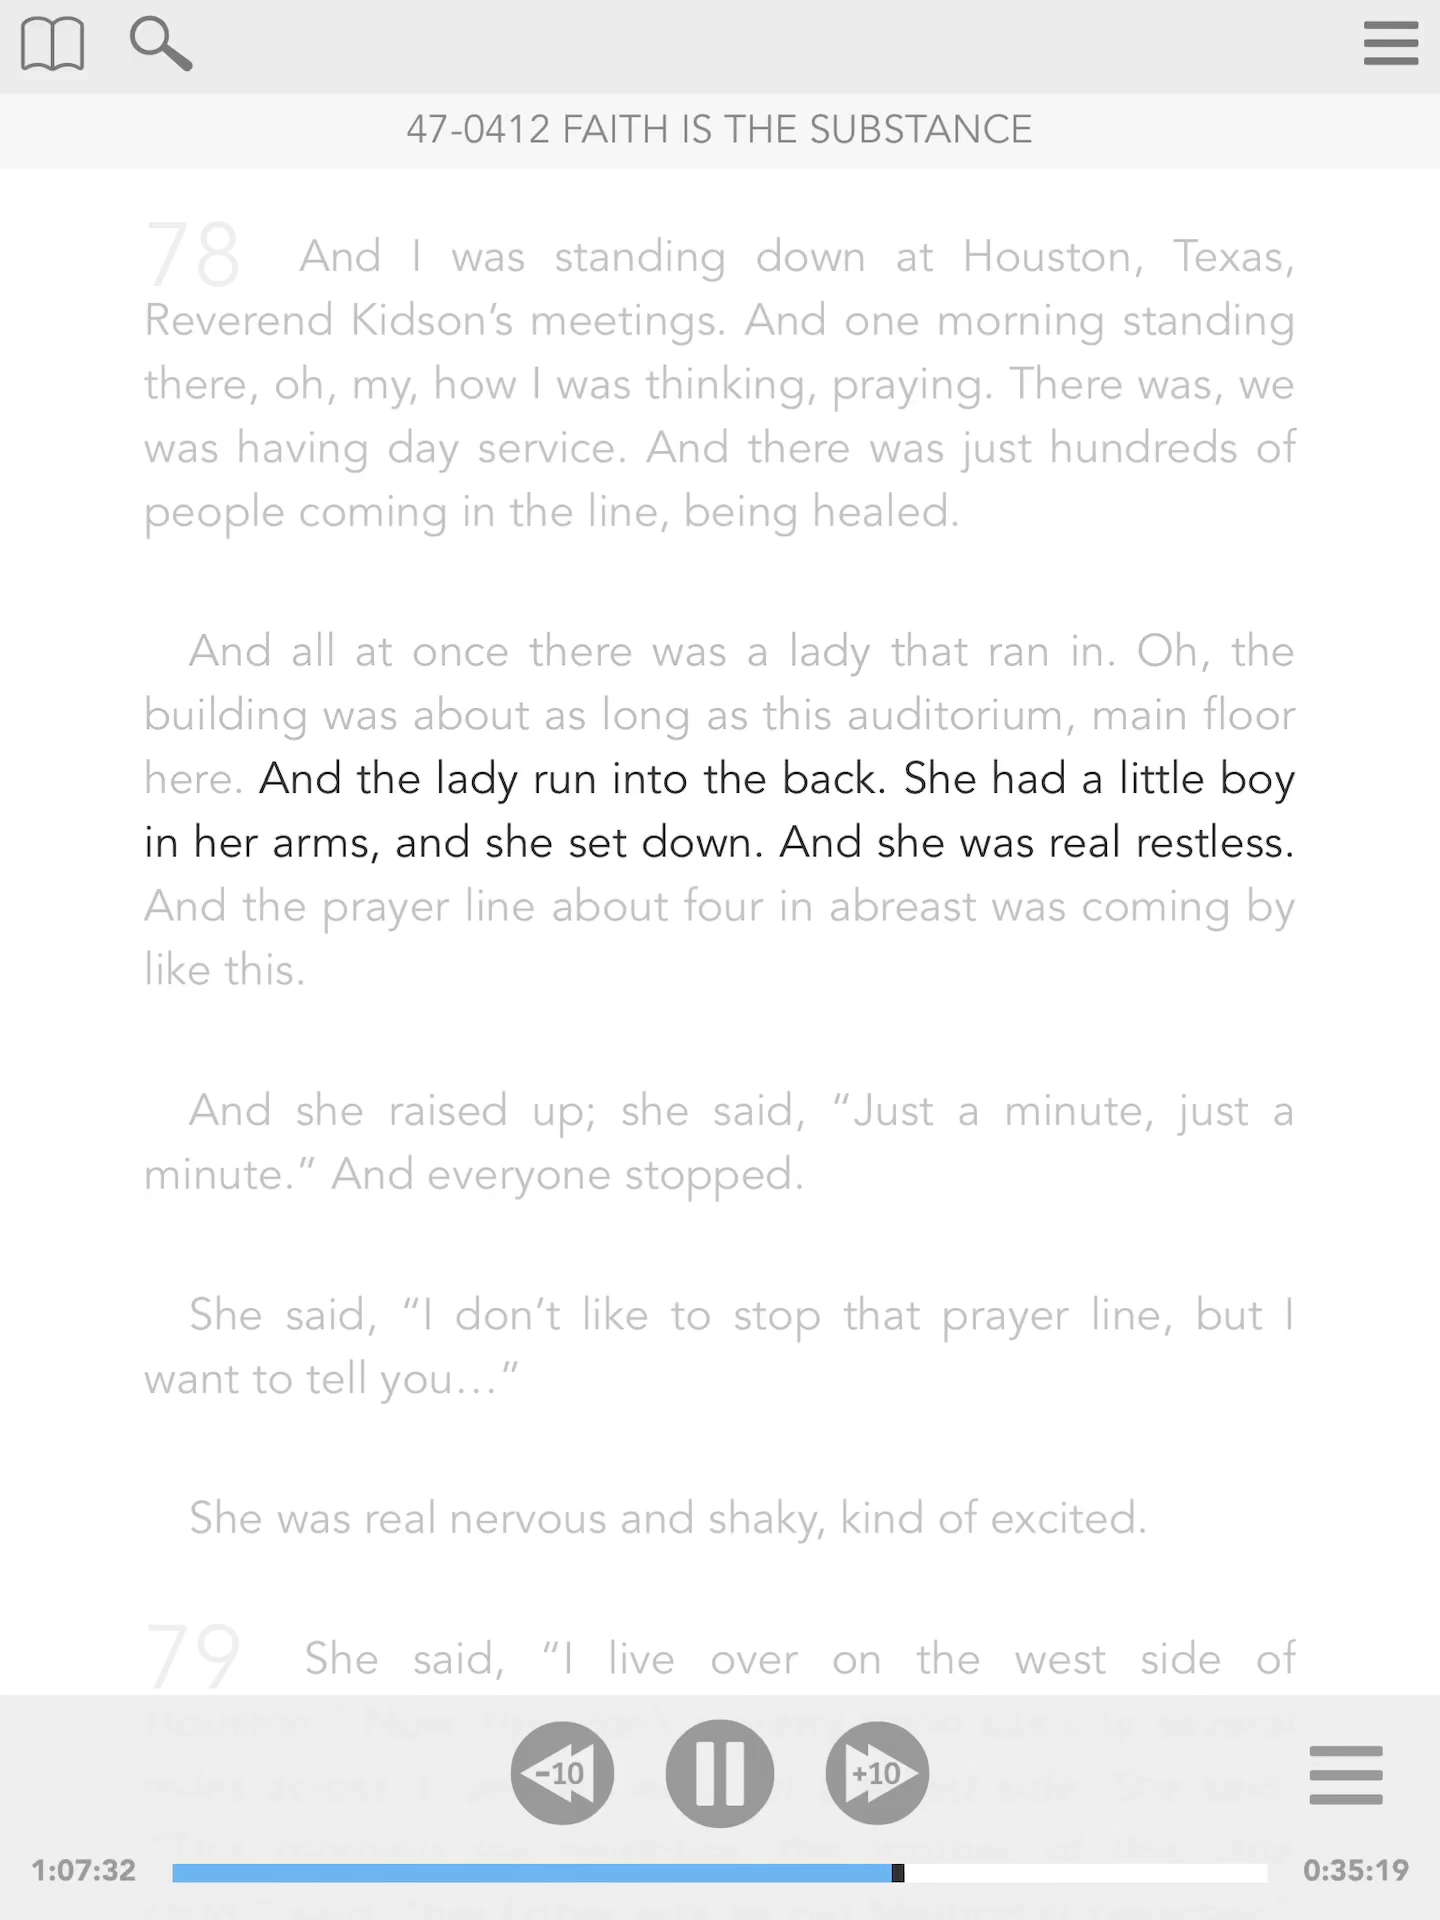 47-0412 FAITH IS THE SUBSTANCE
78 And I was standing down at Houston, Texas,
Reverend Kidson’s meetings. And one morning standing
there, oh, my, how I was thinking, praying. There was, we
was having day service. And there was just hundreds of
people coming in the line, being healed.
And all at once there was a lady that ran in. Oh, the
building was about as long as this auditorium, main floor
here. And the lady run into the back. She had a little boy
in her arms, and she set down. And she was real restless.
And the prayer line about four in abreast was coming by
like this.
And she raised up; she said, “Just a minute, just a
minute.” And everyone stopped.
She said, “I don’t like to stop that prayer line, but I
want to tell you…”
She was real nervous and shaky, kind of excited.
79 She said, “I live over on the west side of
-10 +10
1:07:32 0:35:19